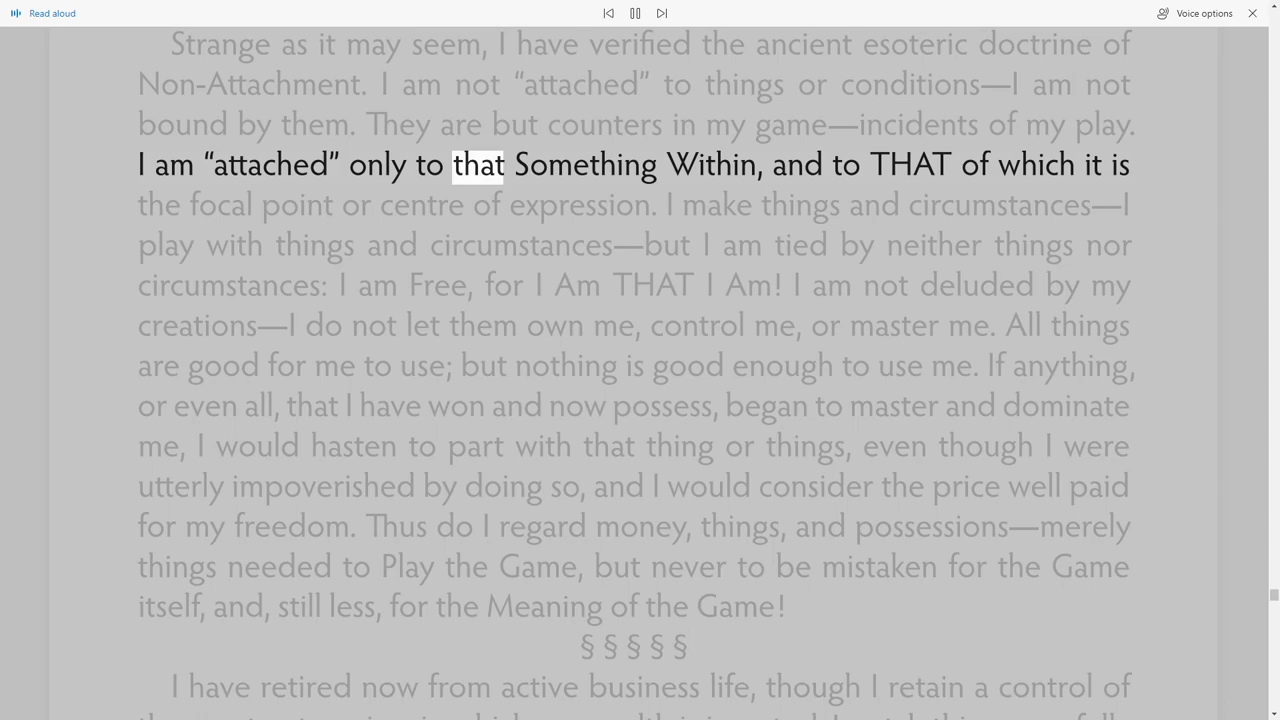 Read aloud
Voice options
Strange as it may seem, I have verified the ancient esoteric doctrine of
Non-Attachment. I am not “attached” to things or conditions—I am not
bound by them. They are but counters in my game—incidents of my play.
I am “attached” only to that Something Within, and to THAT of which it is
the focal point or centre of expression. I make things and circumstances—I
play with things and circumstances—but I am tied by neither things nor
circumstances: I am Free, for I Am THAT I Am! I am not deluded by my
creations—I do not let them own me, control me, or master me. All things
are good for me to use; but nothing is good enough to use me. If anything,
or even all, that I have won and now possess, began to master and dominate
me, I would hasten to part with that thing or things, even though I were
utterly impoverished by doing so, and I would consider the price well paid
for my freedom. Thus do I regard money, things, and possessions—merely
things needed to Play the Game, but never to be mistaken for the Game
itself, and, still less, for the Meaning of the Game!
§ § § § §
I have retired now from active business life, though I retain a control of